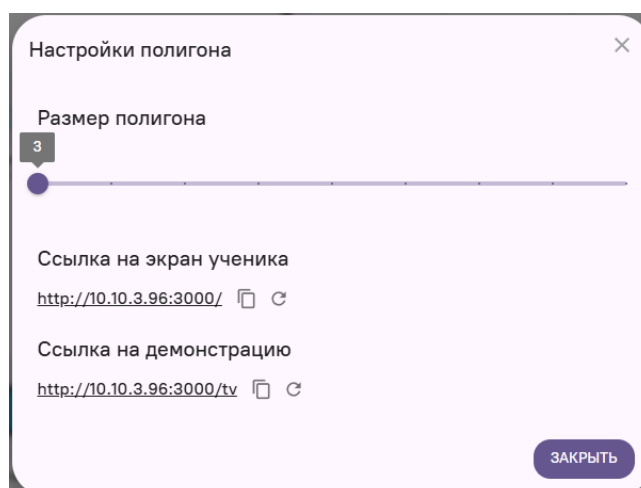 Настройки полигона
Размер полигона
3
Ссылка на экран ученика
http://10.10.3.96:3000/
Ссылка на демонстрацию
http://10.10.3.96:3000/tv
ЗАКРЫТЬ